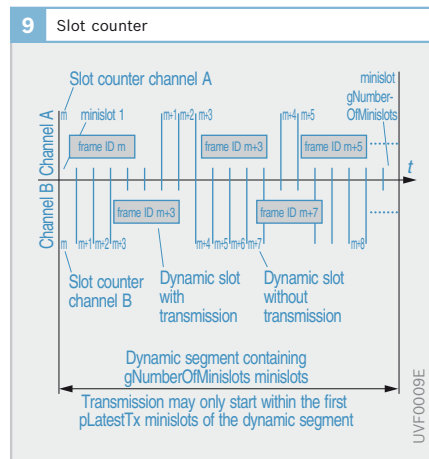 9 Slot counter
Slot counter channel A
minislot
gNumber-
OfMinislots
m
minislot 1
m+1
m+2
m+3
m+4
m+5
Channel A
frame ID m
frame ID m+3
frame ID m+5
t
Channel B
frame ID m+3
frame ID m+7
m
m+1
m+2
m+3
m+4
m+5
m+6
m+7
m+8
Slot counter
channel B
Dynamic slot
with
transmission
Dynamic slot
without
transmission
Dynamic segment containing
gNumberOfMinislots minislots
Transmission may only start within the first
pLatestTx minislots of the dynamic segment
UVF0009E